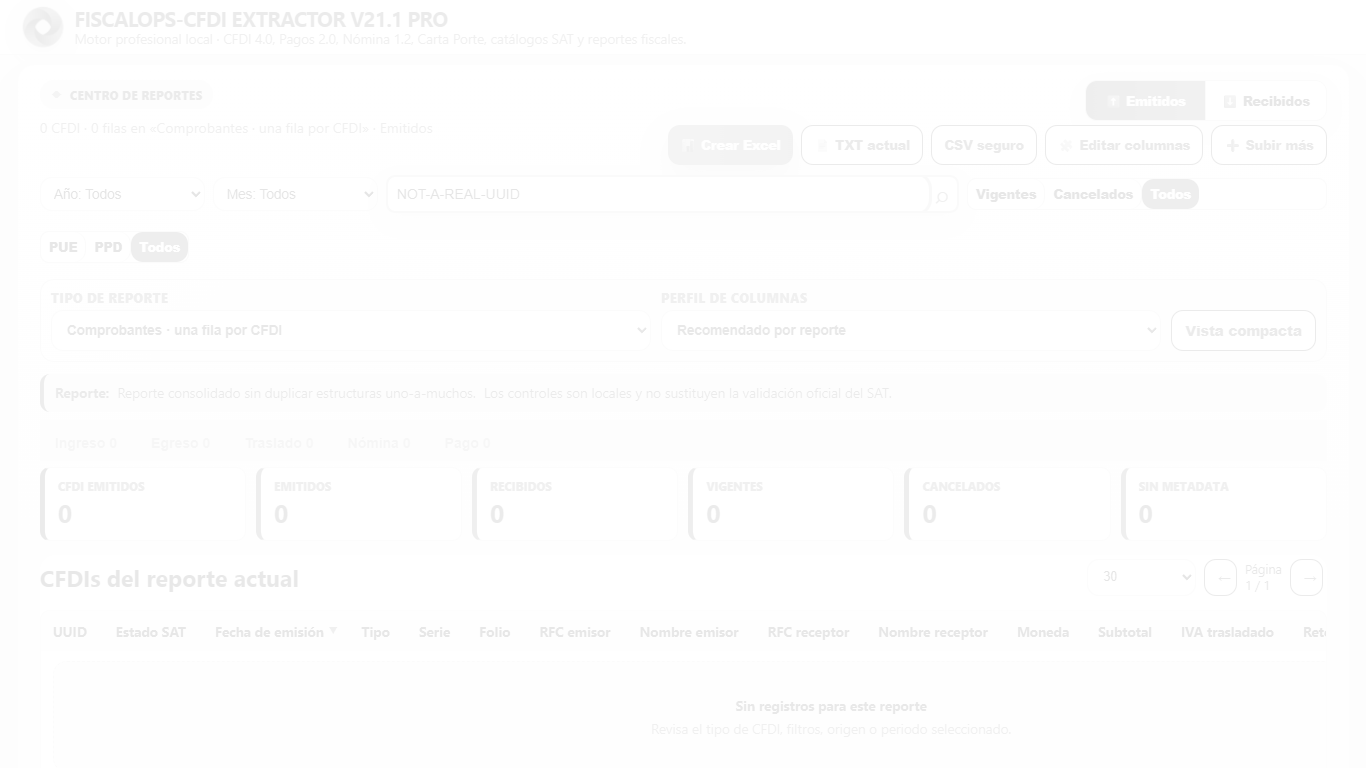 FISCALOPS-CFDI EXTRACTOR V21.1 PRO
Motor profesional local · CFDI 4.0, Pagos 2.0, Nómina 1.2, Carta Porte, catálogos SAT y reportes fiscales.
CENTRO DE REPORTES
Emitidos Recibidos
0 CFDI · 0 filas en «Comprobantes · una fila por CFDI» · Emitidos
Crear Excel TXT actual CSV seguro Editar columnas Subir más
Año: Todos Mes: Todos NOT-A-REAL-UUID Vigentes Cancelados Todos
PUE PPD Todos
TIPO DE REPORTE PERFIL DE COLUMNAS
Comprobantes · una fila por CFDI Recomendado por reporte Vista compacta
Reporte: Reporte consolidado sin duplicar estructuras uno-a-muchos. Los controles son locales y no sustituyen la validación oficial del SAT.
Ingreso 0 Egreso 0 Traslado 0 Nómina 0 Pago 0
CFDI EMITIDOS EMITIDOS RECIBIDOS VIGENTES CANCELADOS SIN METADATA
0 0 0 0 0 0
CFDIs del reporte actual 30 ← Página 1 / 1 →
UUID Estado SAT Fecha de emisión Tipo Serie Folio RFC emisor Nombre emisor RFC receptor Nombre receptor Moneda Subtotal IVA trasladado Ret
Sin registros para este reporte
Revisa el tipo de CFDI, filtros, origen o periodo seleccionado.